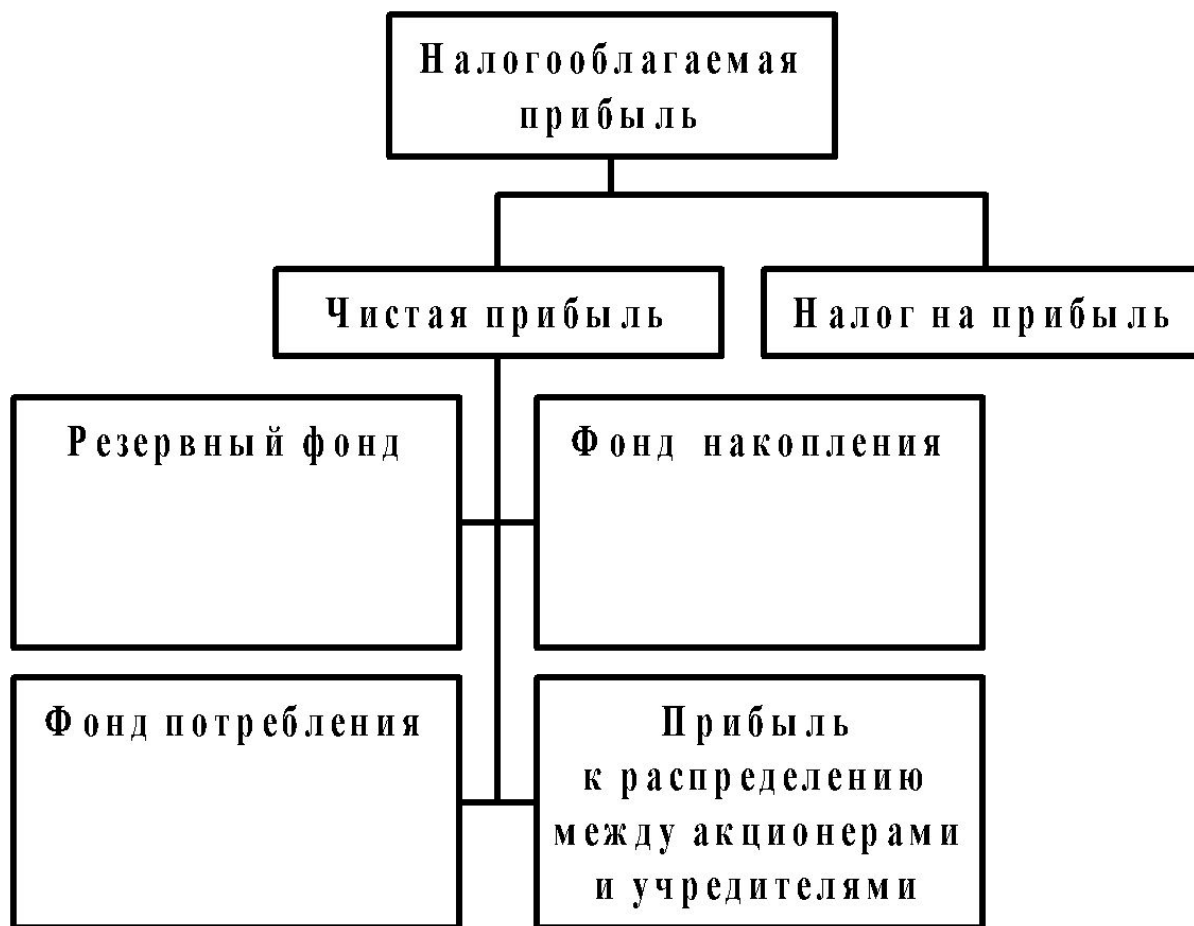 Налогооблагаемая
прибыль
Чистая прибыль
Налог на прибыль
Резервный фонд
Фонд накопления
Фонд потребления
Прибыль
к распределению
между акционерами
и учредителями